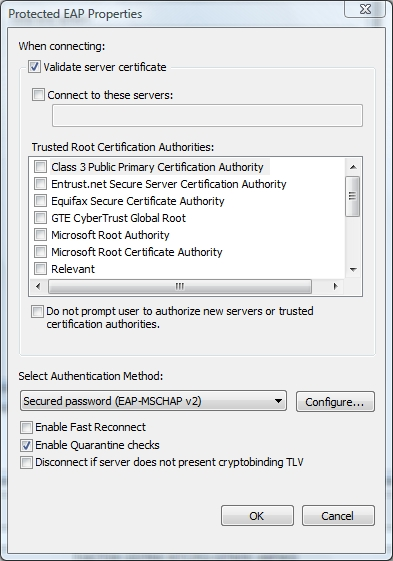 Protected EAP Properties
When connecting:
Validate server certificate
Connect to these servers:
Trusted Root Certification Authorities:
Class 3 Public Primary Certification Authority
Entrust.net Secure Server Certification Authority
Equifax Secure Certificate Authority
GTE CyberTrust Global Root
Microsoft Root Authority
Microsoft Root Certificate Authority
Relevant
Do not prompt user to authorize new servers or trusted
certification authorities.
Select Authentication Method:
Secured password (EAP-MSCHAP v2)
Configure...
Enable Fast Reconnect
Enable Quarantine checks
Disconnect if server does not present cryptobinding TLV
OK
Cancel